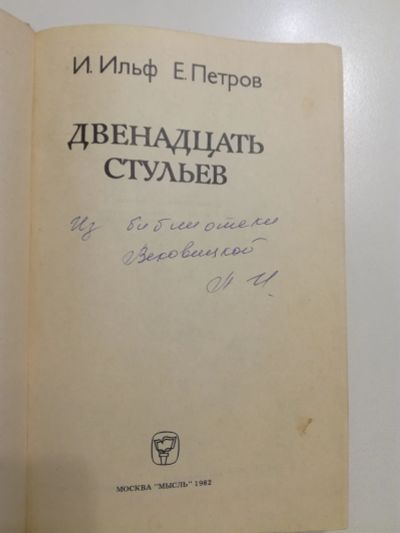 И. Ильф Е. Петров
ДВЕНАДЦАТЬ
СТУЛЬЕВ
Из библиотеки
МОСКВА "МЫСЛЬ" 1982